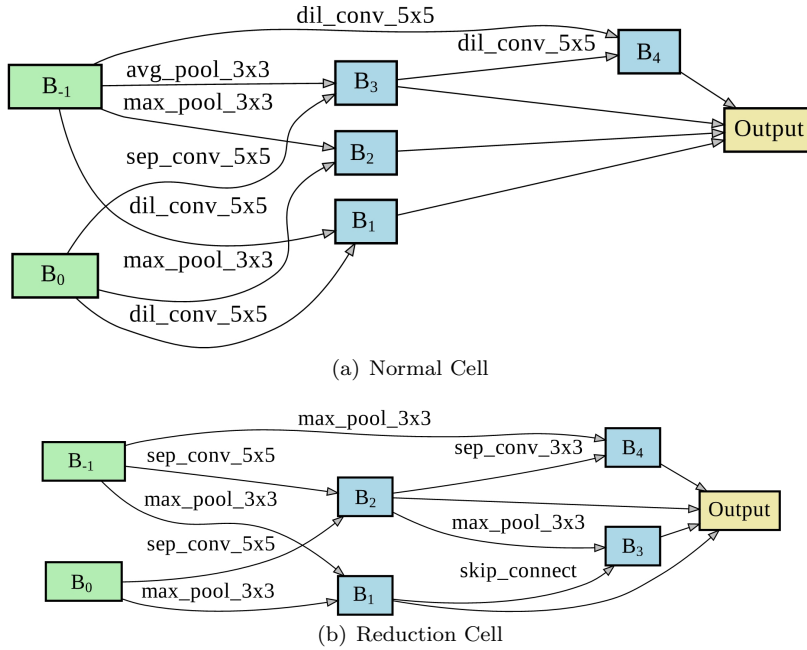 dil_conv_5x5
dil_conv_5x5
B4
B-1
avg_pool_3x3
B3
max_pool_3x3
Output
sep_conv_5x5
B2
dil_conv_5x5
B1
max_pool_3x3
B0
dil_conv_5x5
(a) Normal Cell
max_pool_3x3
B-1
sep_conv_5x5
sep_conv_3x3
B4
max_pool_3x3
B2
Output
sep_conv_5x5
max_pool_3x3
B3
B0
max_pool_3x3
skip_connect
B1
(b) Reduction Cell